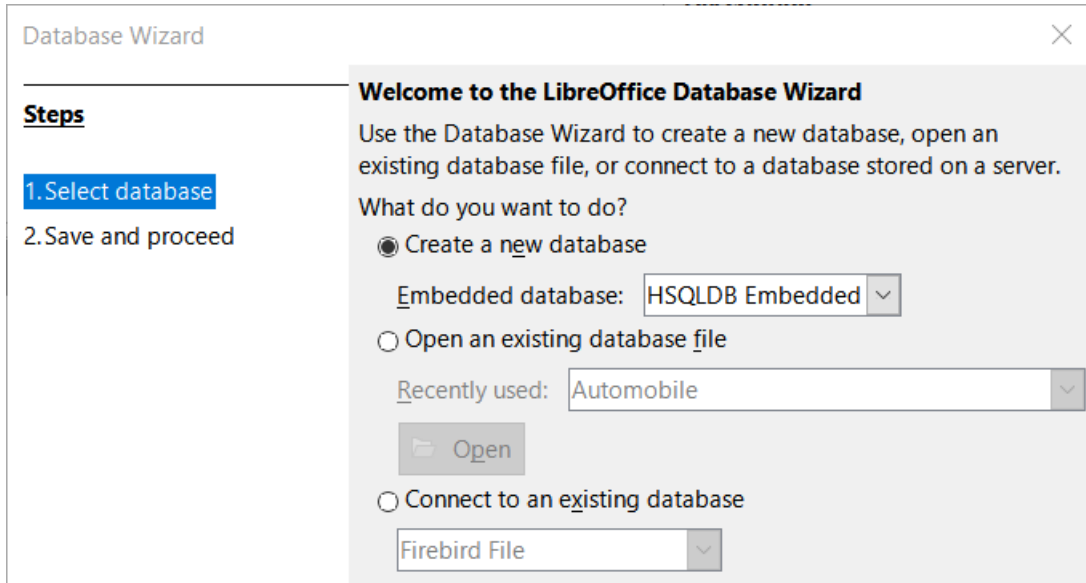 Database Wizard
Steps
1.Select database
2.Save and proceed
Welcome to the LibreOffice Database Wizard
Use the Database Wizard to create a new database, open an
existing database file, or connect to a database stored on a server.
What do you want to do?
Create a new database
Embedded database: HSQLDB Embedded
Open an existing database file
Recently used: Automobile
Open
Connect to an existing database
Firebird File